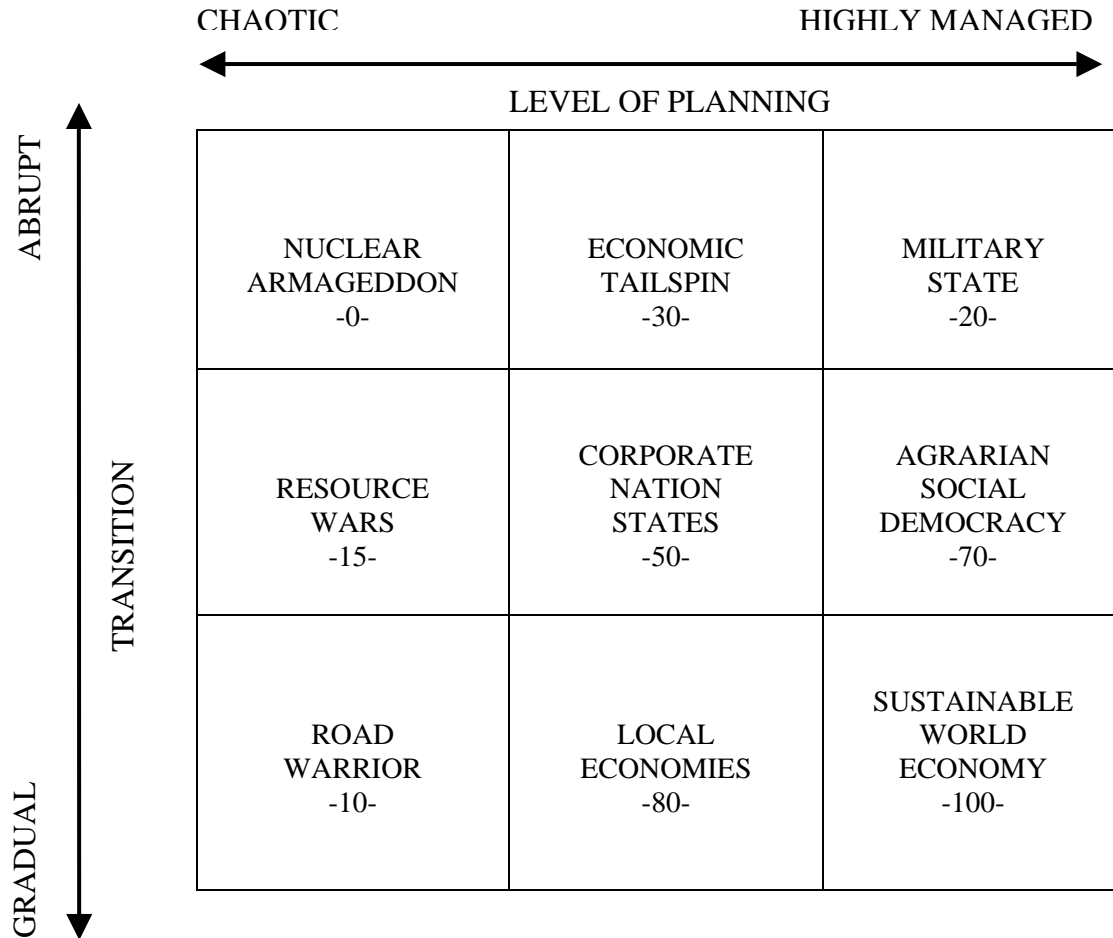 CHAOTIC HIGHLY MANAGED
LEVEL OF PLANNING
ABRUPT
TRANSITION
GRADUAL
NUCLEAR
ARMAGEDDON
-0-
ECONOMIC
TAILSPIN
-30-
MILITARY
STATE
-20-
RESOURCE
WARS
-15-
CORPORATE
NATION
STATES
-50-
AGRARIAN
SOCIAL
DEMOCRACY
-70-
ROAD
WARRIOR
-10-
LOCAL
ECONOMIES
-80-
SUSTAINABLE
WORLD
ECONOMY
-100-